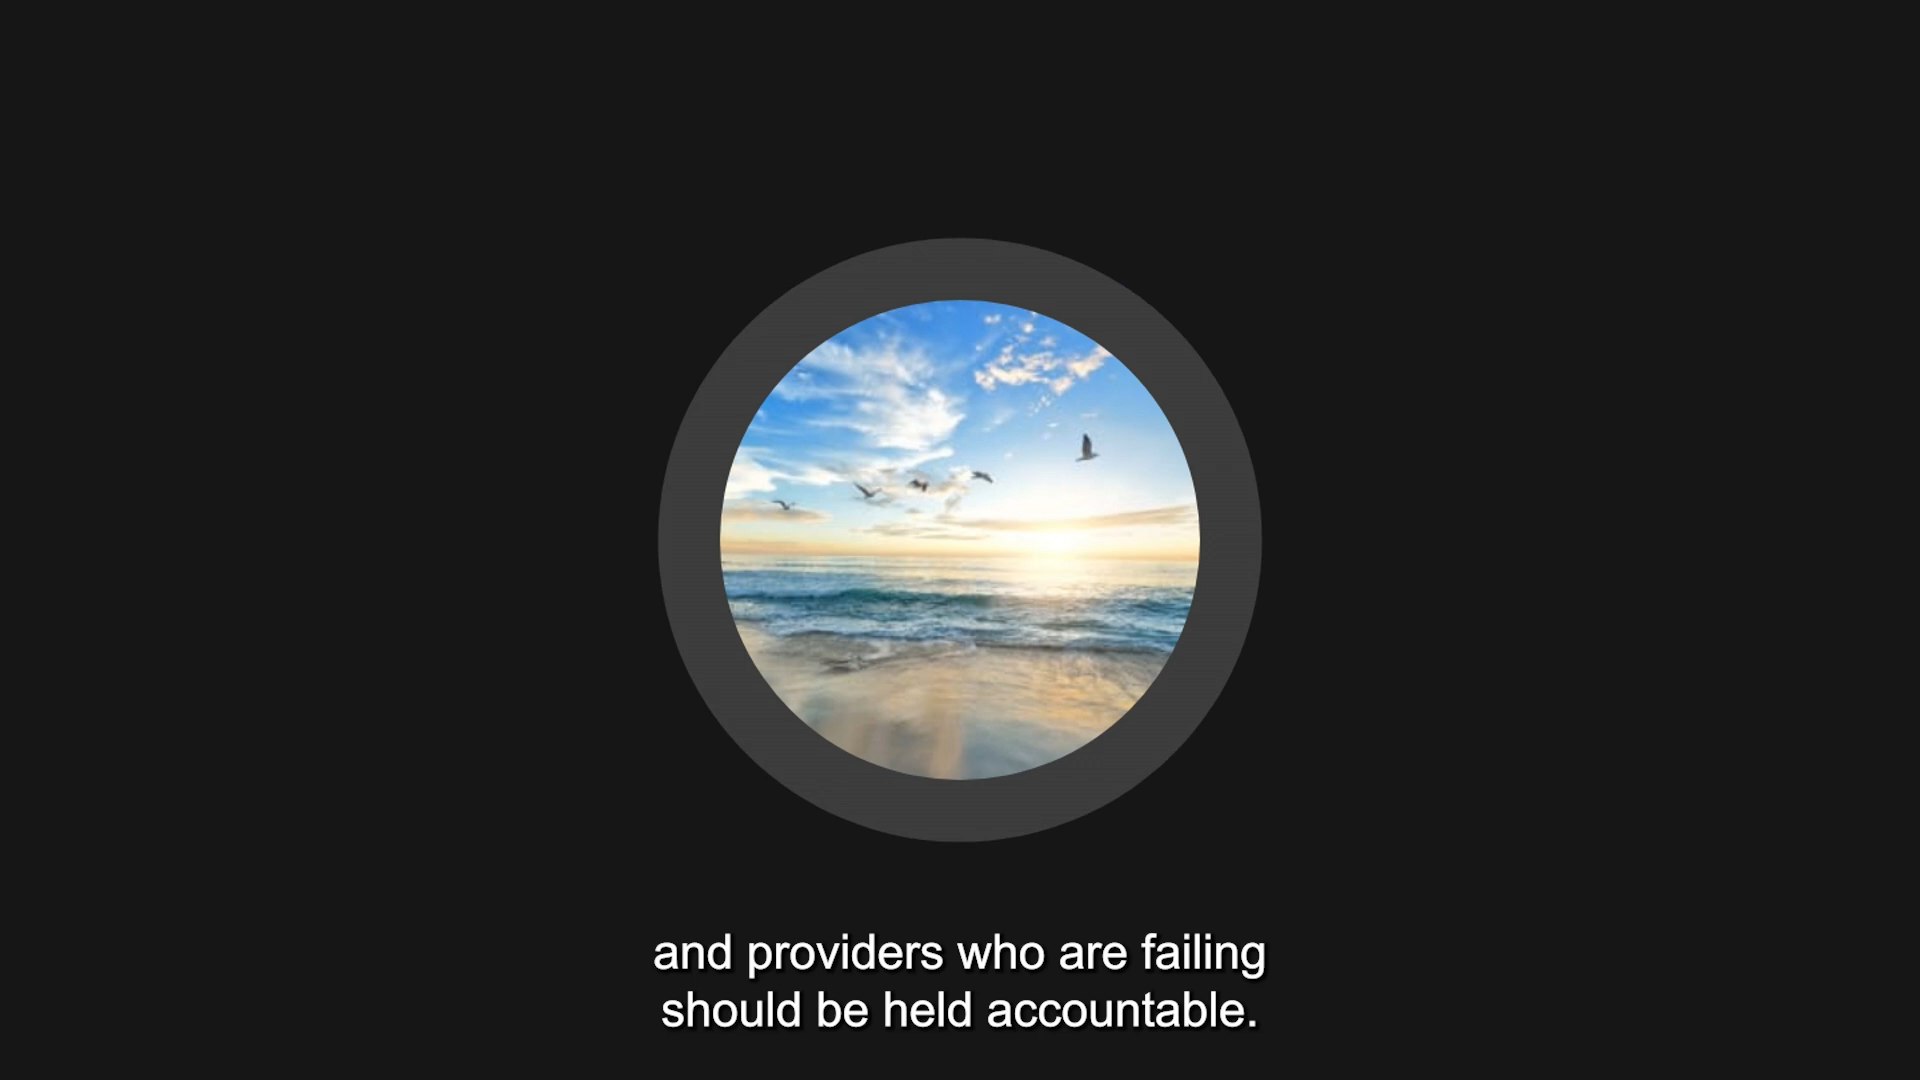 and providers who are failing
should be held accountable.